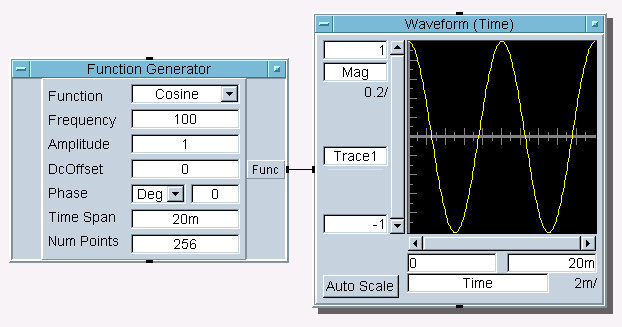 Function Generator
Function Cosine
Frequency 100
Amplitude 1
DcOffset 0
Phase Deg 0
Time Span 20m
Num Points 256
Func
Waveform (Time)
1
Mag
0.2/
Trace1
-1
Auto Scale
0 20m
Time 2m/